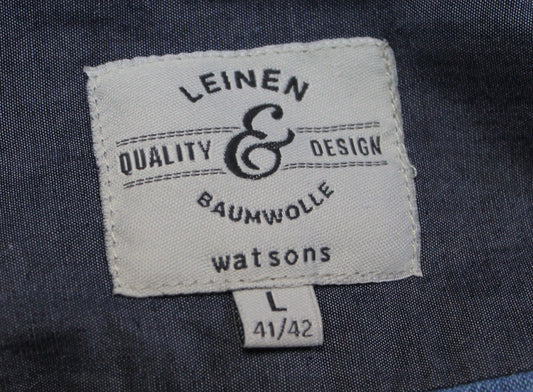 LEINEN
QUALITY & DESIGN
BAUMWOLLE
watsons
L
41/42